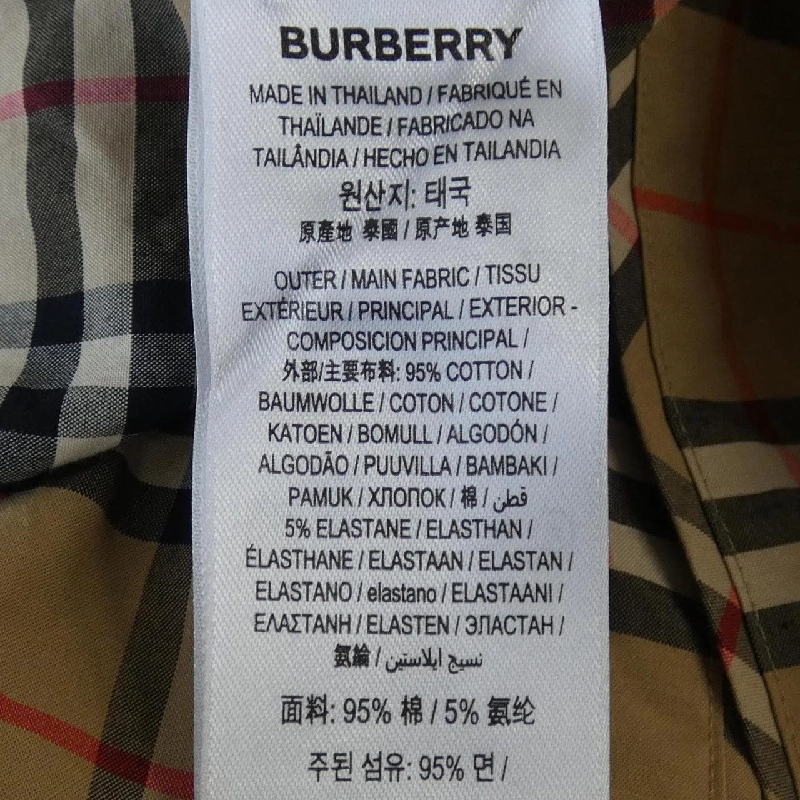 BURBERRY
MADE IN THAILAND / FABRIQUÉ EN
THAÏLANDE / FABRICADO NA
TAILÂNDIA / HECHO EN TAILANDIA
원산지: 태국
原產地 泰國 / 原产地 泰国
OUTER / MAIN FABRIC / TISSU
EXTÉRIEUR / PRINCIPAL / EXTERIOR -
COMPOSICION PRINCIPAL /
外部/主要布料: 95% COTTON /
BAUMWOLLE / COTON / COTONE /
KATOEN / BOMULL / ALGODÓN /
ALGODÃO / PUUVILLA / BAMBAKI /
PAMUK / ХЛОПОК / 棉 / قطن /
5% ELASTANE / ELASTHAN /
ÉLASTHANE / ELASTAAN / ELASTAN /
ELASTANO / elastano / ELASTAANI /
ΕΛΑΣΤΑΝΗ / ELASTEN / ЭЛАСТАН /
氨綸 / نسيج ايلاستين /
面料: 95% 棉 / 5% 氨纶
주된 섬유: 95% 면 /